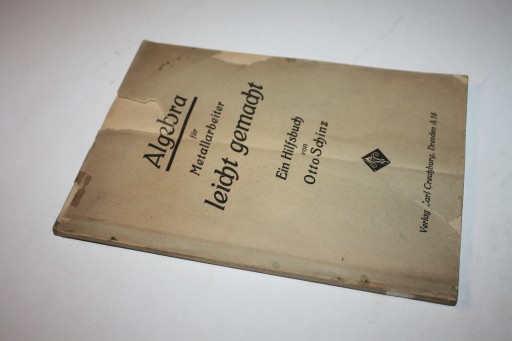 Algebra
für
Metallarbeiter
leicht gemacht
Ein Hilfsbuch
von
Otto Schinz
Verlag Carl Creutzburg, Dresden A 16